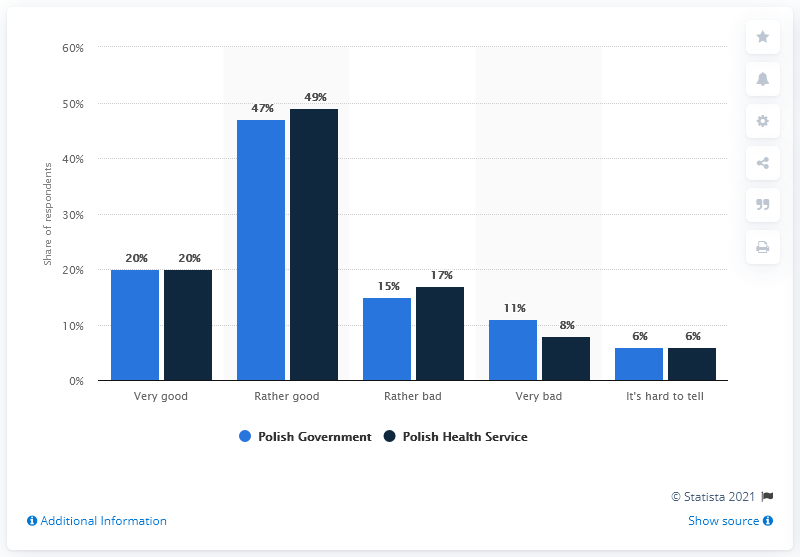 60%
50%
40%
30%
20%
10%
0%
Share of respondents
20% 20%
47% 49%
15% 17%
11% 8%
6% 6%
Very good Rather good Rather bad Very bad It's hard to tell
Polish Government Polish Health Service
© Statista 2021
Additional Information Show source